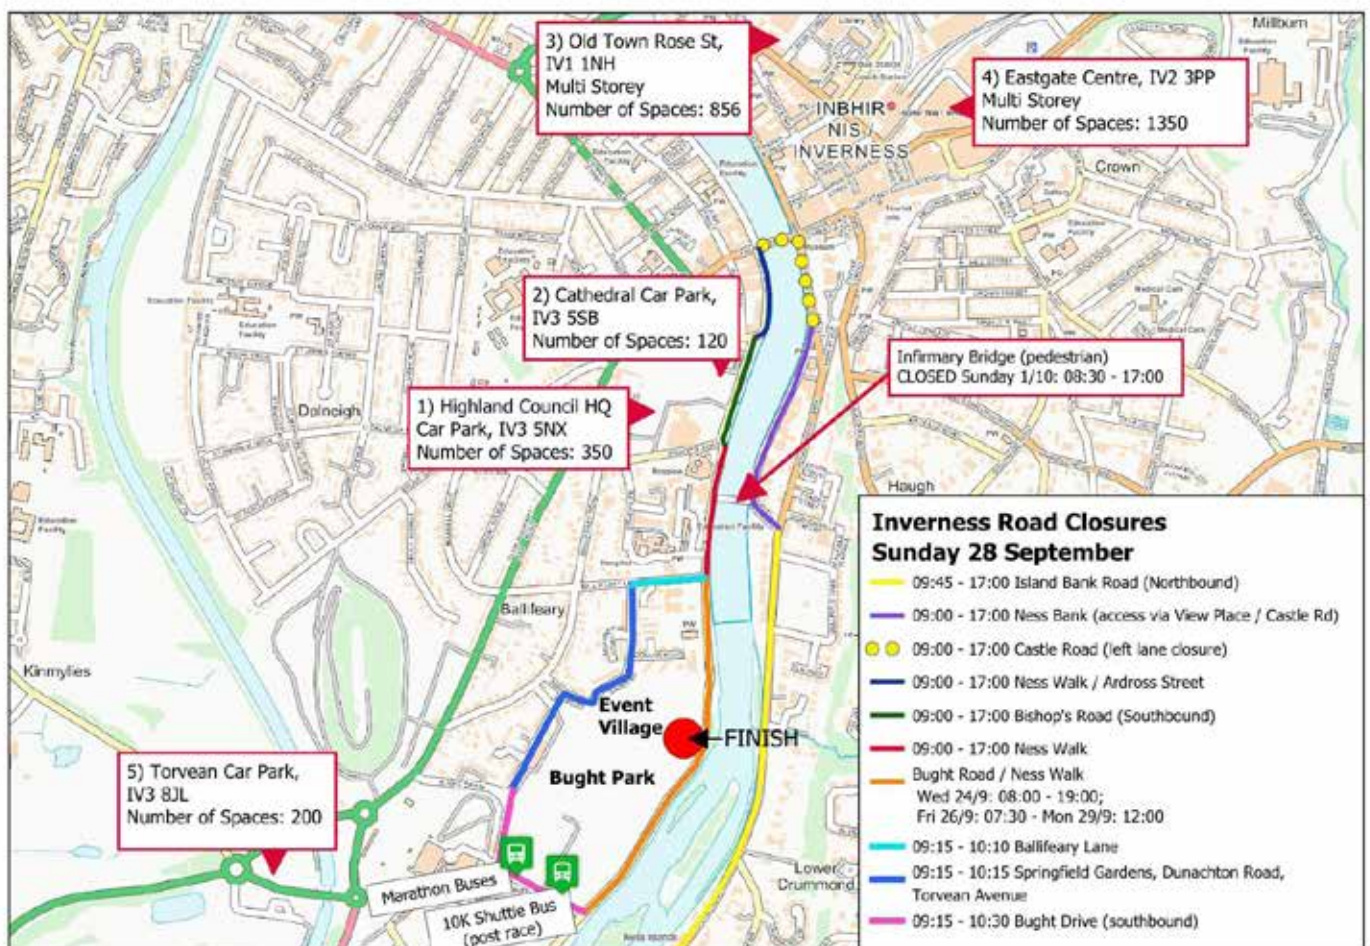 3) Old Town Rose St,
IV1 1NH
Multi Storey
Number of Spaces: 856
4) Eastgate Centre, IV2 3PP
Multi Storey
Number of Spaces: 1350
Millburn
Library
INBHIR
NIS /
INVERNESS
Crown
2) Cathedral Car Park,
IV3 5SB
Number of Spaces: 120
Infirmary Bridge (pedestrian)
CLOSED Sunday 1/10: 08:30 - 17:00
1) Highland Council HQ
Car Park, IV3 5NX
Number of Spaces: 350
Dalneigh
Haugh
Ballifeary
Kinmylies
Event
Village
FINISH
Bught Park
5) Torvean Car Park,
IV3 8JL
Number of Spaces: 200
Marathon Buses
10K Shuttle Bus
(post race)
Lower
Drummond
Inverness Road Closures
Sunday 28 September
09:45 - 17:00 Island Bank Road (Northbound)
09:00 - 17:00 Ness Bank (access via View Place / Castle Rd)
09:00 - 17:00 Castle Road (left lane closure)
09:00 - 17:00 Ness Walk / Ardross Street
09:00 - 17:00 Bishop's Road (Southbound)
09:00 - 17:00 Ness Walk
Bught Road / Ness Walk
Wed 24/9: 08:00 - 19:00;
Fri 26/9: 07:30 - Mon 29/9: 12:00
09:15 - 10:10 Ballifeary Lane
09:15 - 10:15 Springfield Gardens, Dunachton Road,
Torvean Avenue
09:15 - 10:30 Bught Drive (southbound)